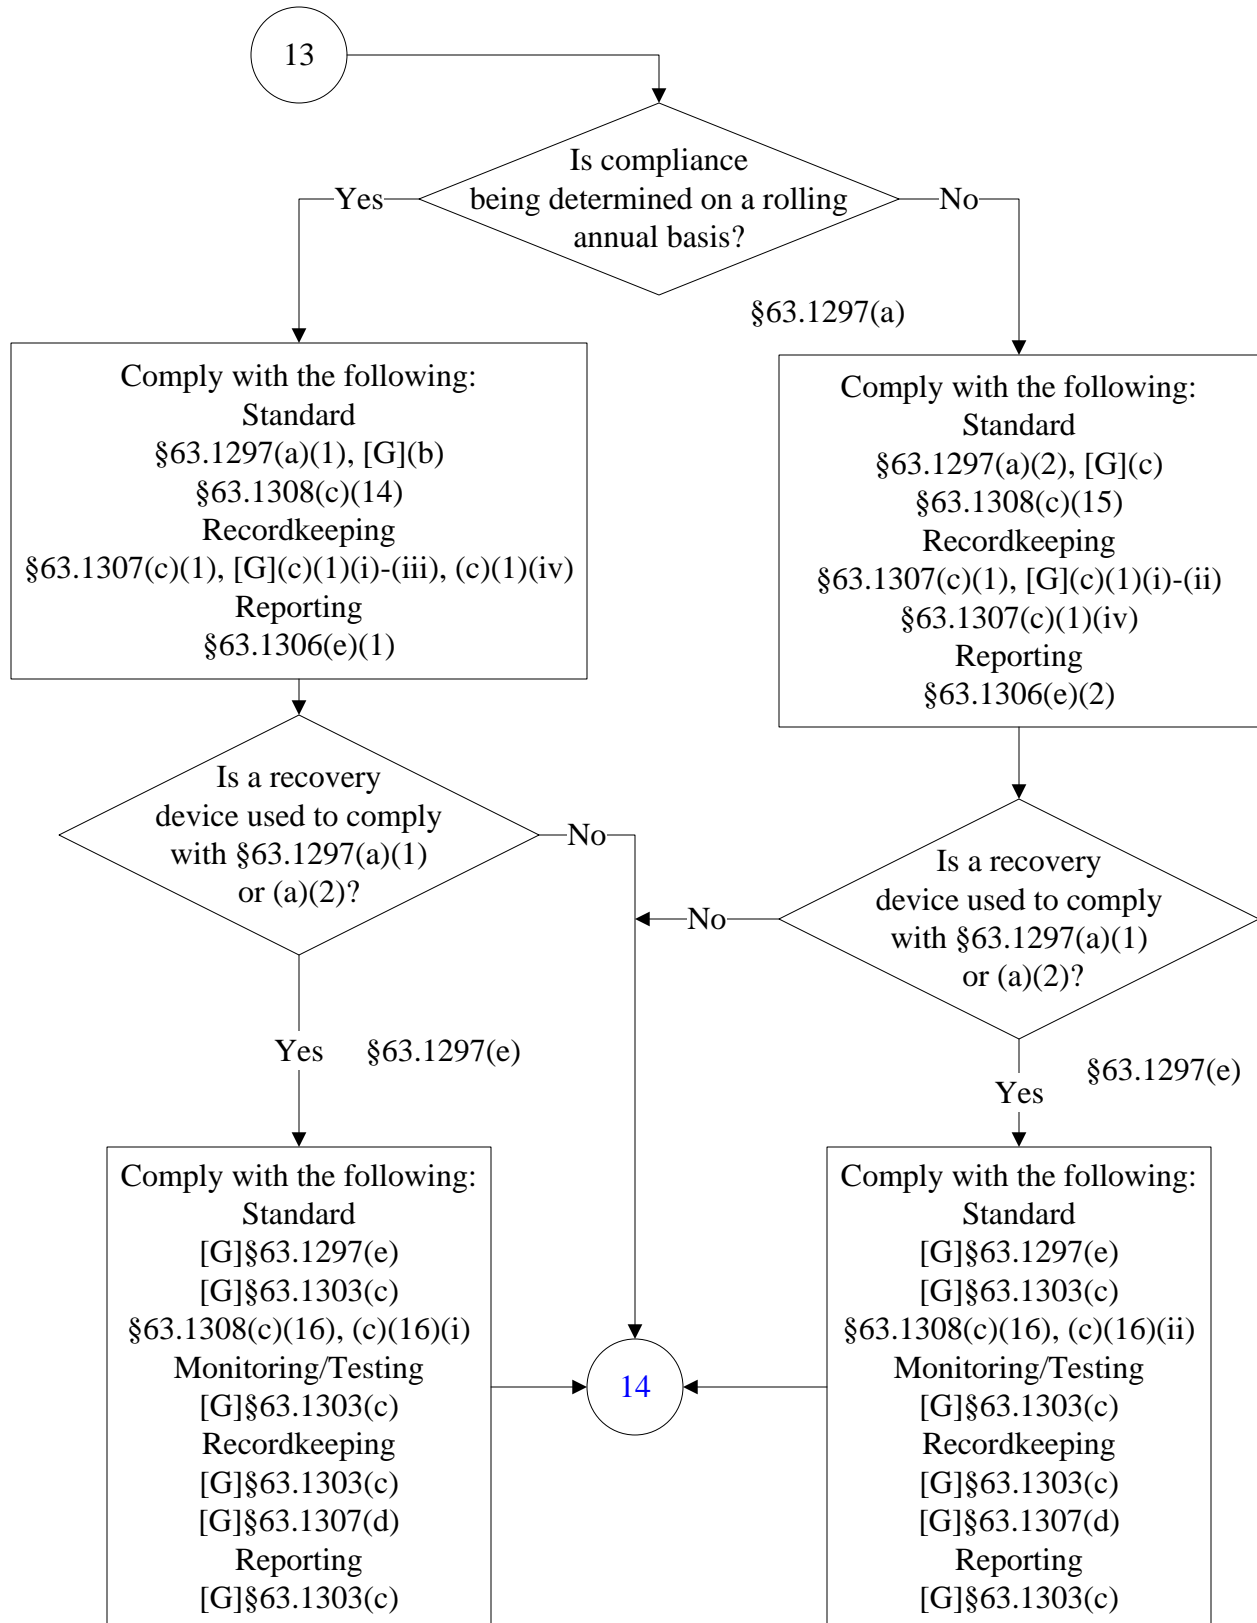 13
Is compliance
being determined on a rolling
annual basis?
Yes
No
§63.1297(a)
Comply with the following:
Standard
§63.1297(a)(1), [G](b)
§63.1308(c)(14)
Recordkeeping
§63.1307(c)(1), [G](c)(1)(i)-(iii), (c)(1)(iv)
Reporting
§63.1306(e)(1)
Comply with the following:
Standard
§63.1297(a)(2), [G](c)
§63.1308(c)(15)
Recordkeeping
§63.1307(c)(1), [G](c)(1)(i)-(ii)
§63.1307(c)(1)(iv)
Reporting
§63.1306(e)(2)
Is a recovery
device used to comply
with §63.1297(a)(1)
or (a)(2)?
No
Is a recovery
device used to comply
with §63.1297(a)(1)
or (a)(2)?
No
Yes
§63.1297(e)
Yes
§63.1297(e)
Comply with the following:
Standard
[G]§63.1297(e)
[G]§63.1303(c)
§63.1308(c)(16), (c)(16)(i)
Monitoring/Testing
[G]§63.1303(c)
Recordkeeping
[G]§63.1303(c)
[G]§63.1307(d)
Reporting
[G]§63.1303(c)
14
Comply with the following:
Standard
[G]§63.1297(e)
[G]§63.1303(c)
§63.1308(c)(16), (c)(16)(ii)
Monitoring/Testing
[G]§63.1303(c)
Recordkeeping
[G]§63.1303(c)
[G]§63.1307(d)
Reporting
[G]§63.1303(c)